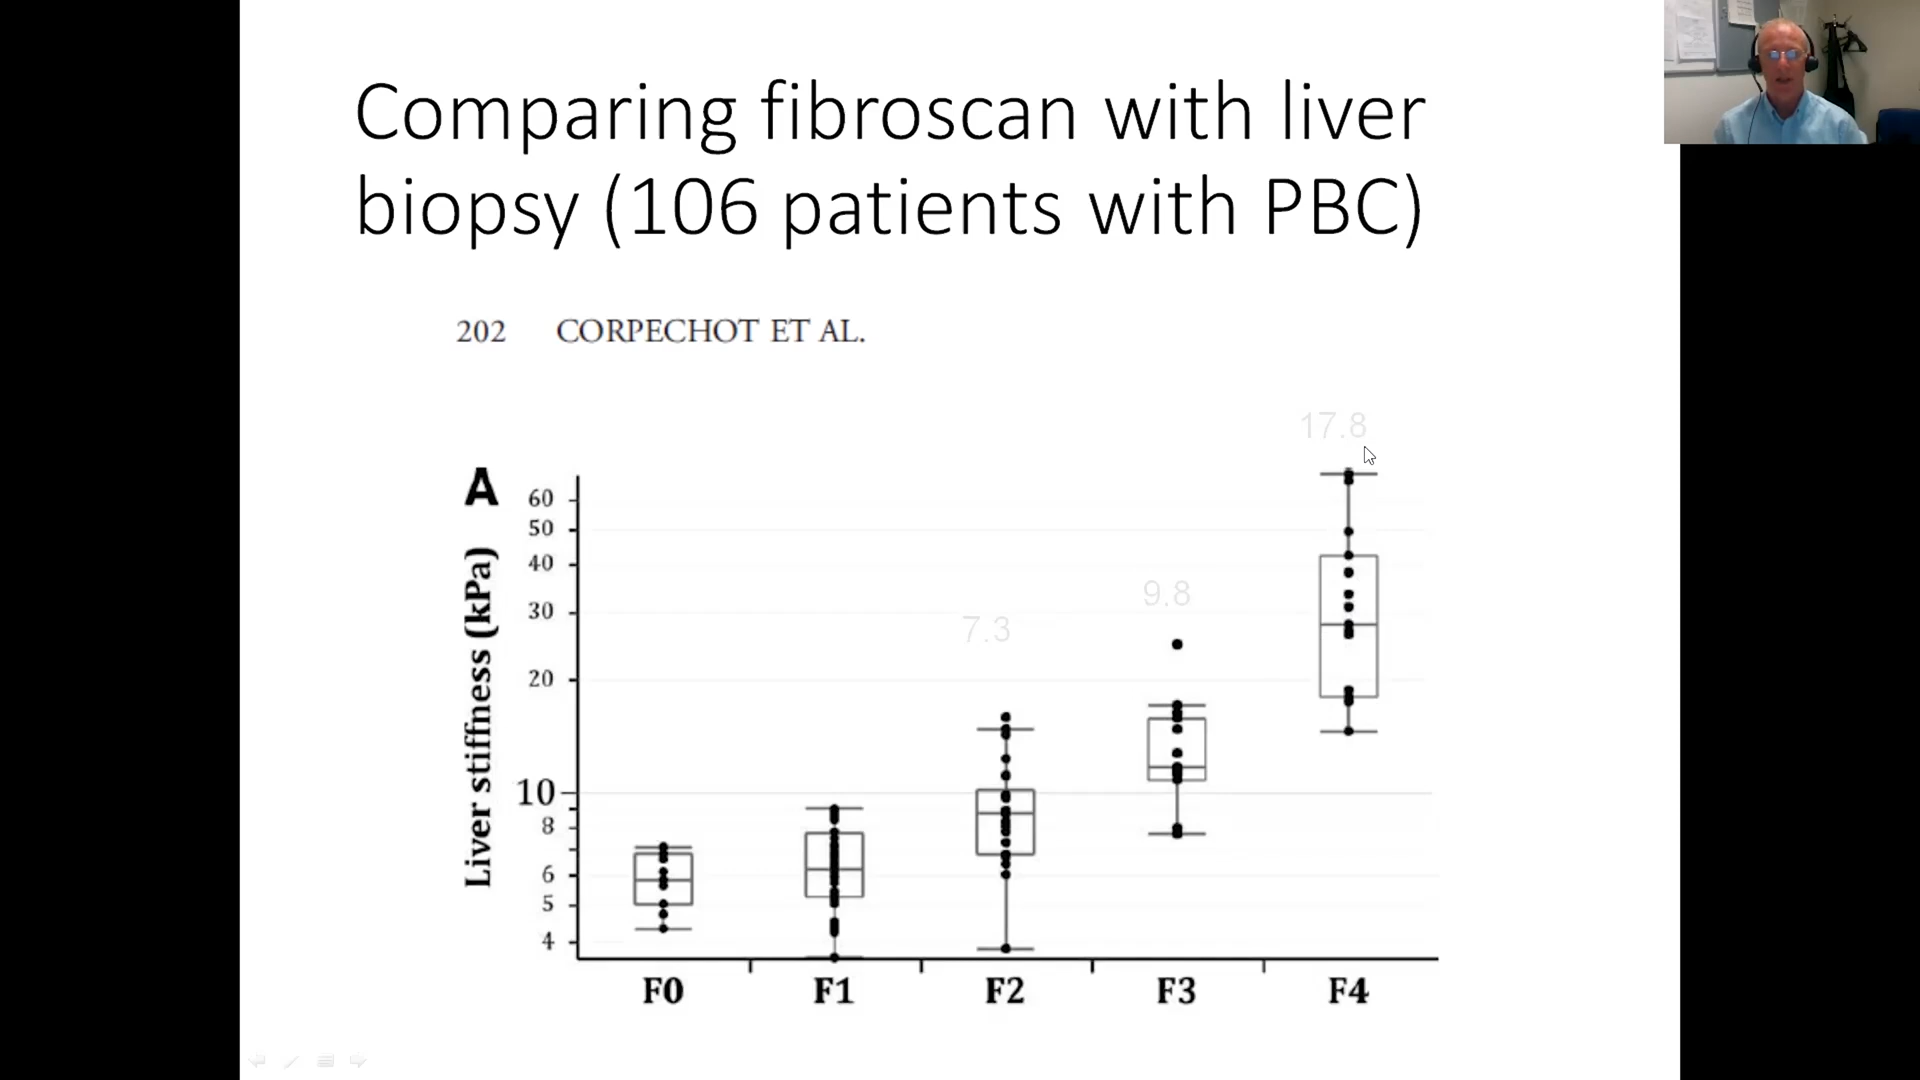 Comparing fibroscan with liver
biopsy (106 patients with PBC)
202 CORPECHOT ET AL.
17.8
A
60
50
40
30
20
10
8
6
5
4
Liver stiffness (kPa)
9.8
7.3
F0 F1 F2 F3 F4